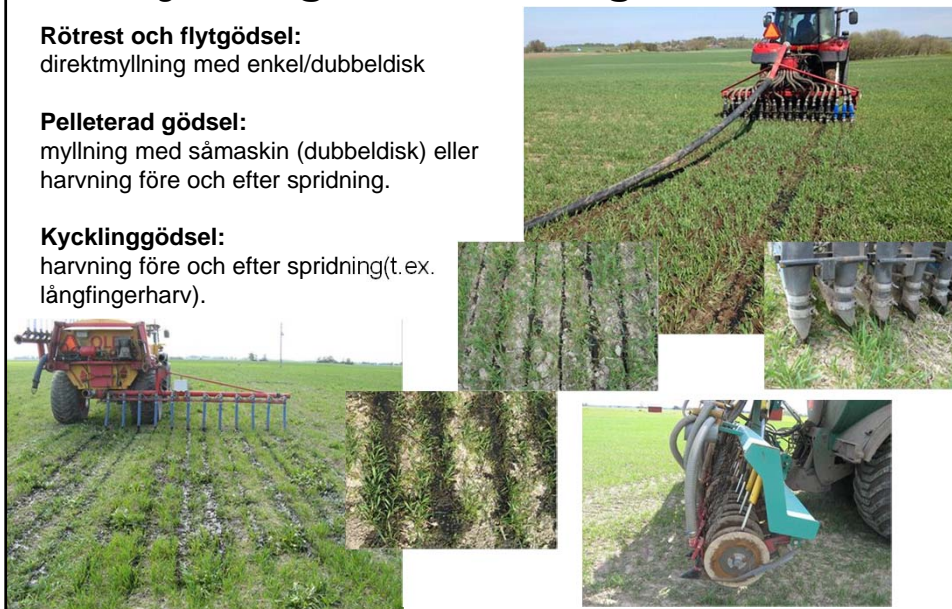 Rötrest och flytgödsel:
direktmyllning med enkel/dubbeldisk
Pelleterad gödsel:
myllning med såmaskin (dubbeldisk) eller
harvning före och efter spridning.
Kycklinggödsel:
harvning före och efter spridning(t.ex.
långfingerharv).